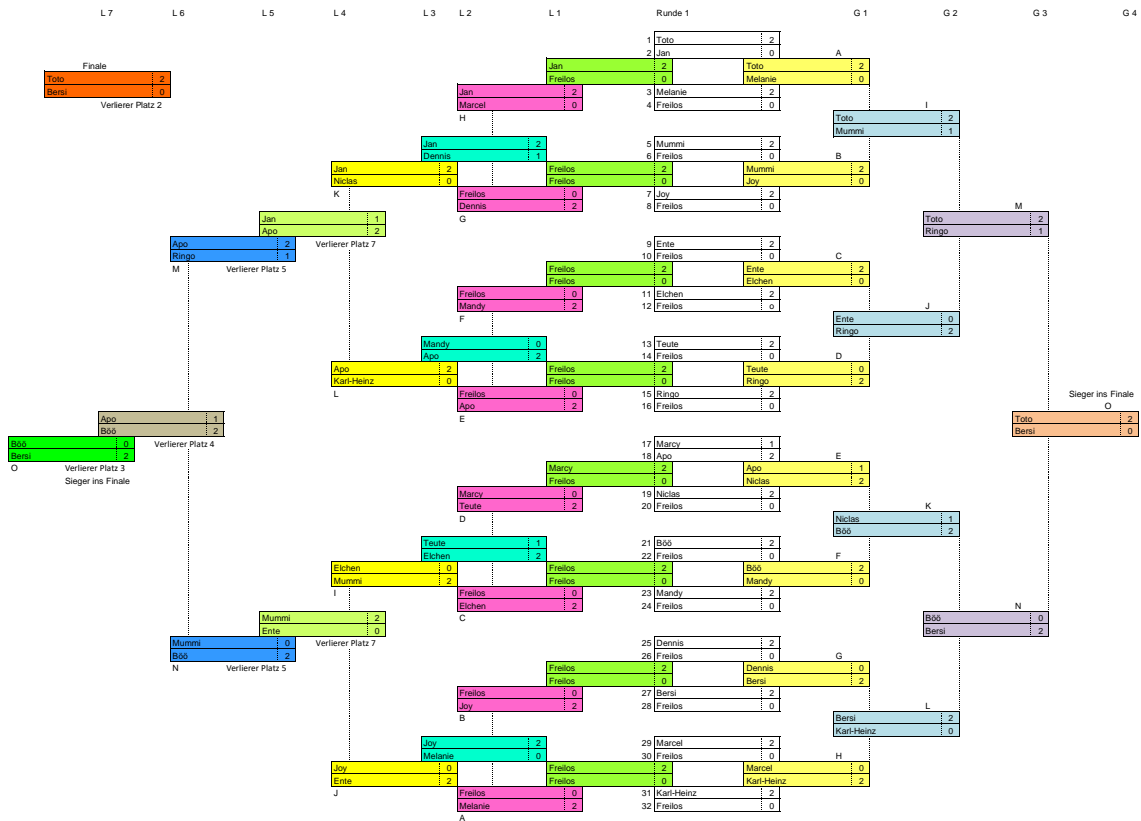 L 7 L 6 L 5 L 4 L 3 L 2 L 1 Runde 1 G 1 G 2 G 3 G 4
1 Toto 2
2 Jan 0 A
Finale Jan 2 Toto 2
Toto 2 Freilos 0 Melanie 0
Bersi 0 Jan 2 3 Melanie 2
Verlierer Platz 2 Marcel 0 4 Freilos 0 I
H Toto 2
Mummi 1
Jan 2 5 Mummi 2
Dennis 1 6 Freilos 0 B
Jan 2 Freilos 2 Mummi 2
Niclas 0 Freilos 0 Joy 0
K Freilos 0 7 Joy 2
Dennis 2 8 Freilos 0 M
Jan 1 G Toto 2
Apo 2 Ringo 1
Apo 2 Verlierer Platz 7 9 Ente 2
Ringo 1 10 Freilos 0 C
M Verlierer Platz 5 Freilos 2 Ente 2
Freilos 0 Elchen 0
Freilos 0 11 Elchen 2
Mandy 2 12 Freilos o J
F Ente 0
Ringo 2
Mandy 0 13 Teute 2
Apo 2 14 Freilos 0 D
Apo 2 Freilos 2 Teute 0
Karl-Heinz 0 Freilos 0 Ringo 2
L Freilos 0 15 Ringo 2 Sieger ins Finale
Apo 2 16 Freilos 0 O
Apo 1 E Toto 2
Böö 2 Bersi 0
Böö 0 Verlierer Platz 4 17 Marcy 1
Bersi 2 18 Apo 2 E
O Verlierer Platz 3 Marcy 2 Apo 1
Sieger ins Finale Freilos 0 Niclas 2
Marcy 0 19 Niclas 2
Teute 2 20 Freilos 0 K
D Niclas 1
Böö 2
Teute 1 21 Böö 2
Elchen 2 22 Freilos 0 F
Elchen 0 Freilos 2 Böö 2
Mummi 2 Freilos 0 Mandy 0
I Freilos 0 23 Mandy 2
Elchen 2 24 Freilos 0 N
Mummi 2 C Böö 0
Ente 0 Bersi 2
Mummi 0 Verlierer Platz 7 25 Dennis 2
Böö 2 26 Freilos 0 G
N Verlierer Platz 5 Freilos 2 Dennis 0
Freilos 0 Bersi 2
Freilos 0 27 Bersi 2
Joy 2 28 Freilos 0 L
B Bersi 2
Karl-Heinz 0
Joy 2 29 Marcel 2
Melanie 0 30 Freilos 0 H
Joy 0 Freilos 2 Marcel 0
Ente 2 Freilos 0 Karl-Heinz 2
J Freilos 0 31 Karl-Heinz 2
Melanie 2 32 Freilos 0
A